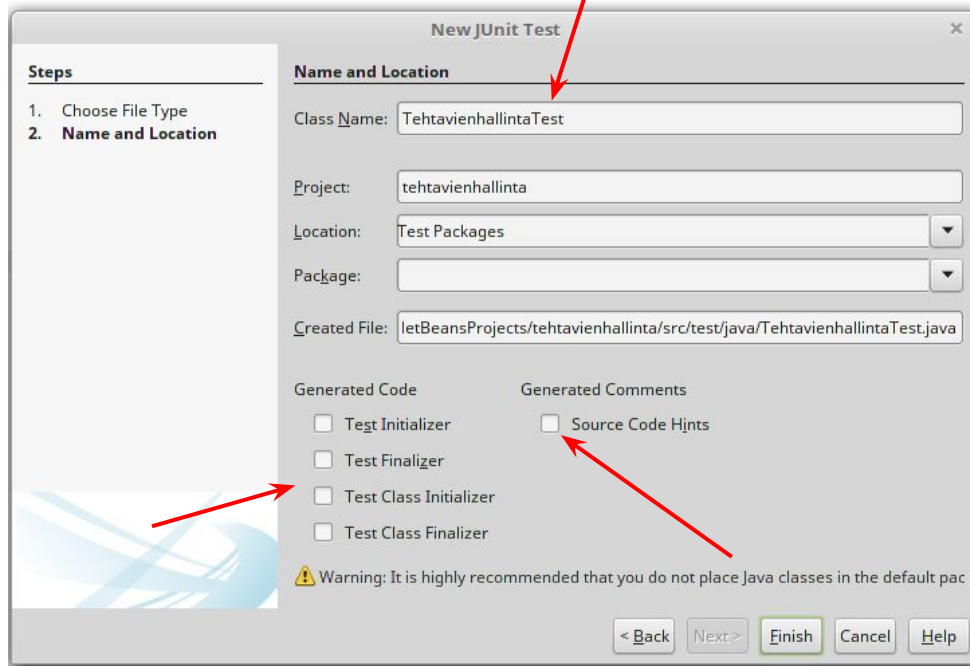 New JUnit Test
Steps
1. Choose File Type
2. Name and Location
Name and Location
Class Name: TehtavienhallintaTest
Project: tehtavienhallinta
Location: Test Packages
Package:
Created File: letBeansProjects/tehtavienhallinta/src/test/java/TehtavienhallintaTest.java
Generated Code
Generated Comments
Test Initializer
Source Code Hints
Test Finalizer
Test Class Initializer
Test Class Finalizer
Warning: It is highly recommended that you do not place Java classes in the default pac
< Back Next > Finish Cancel Help